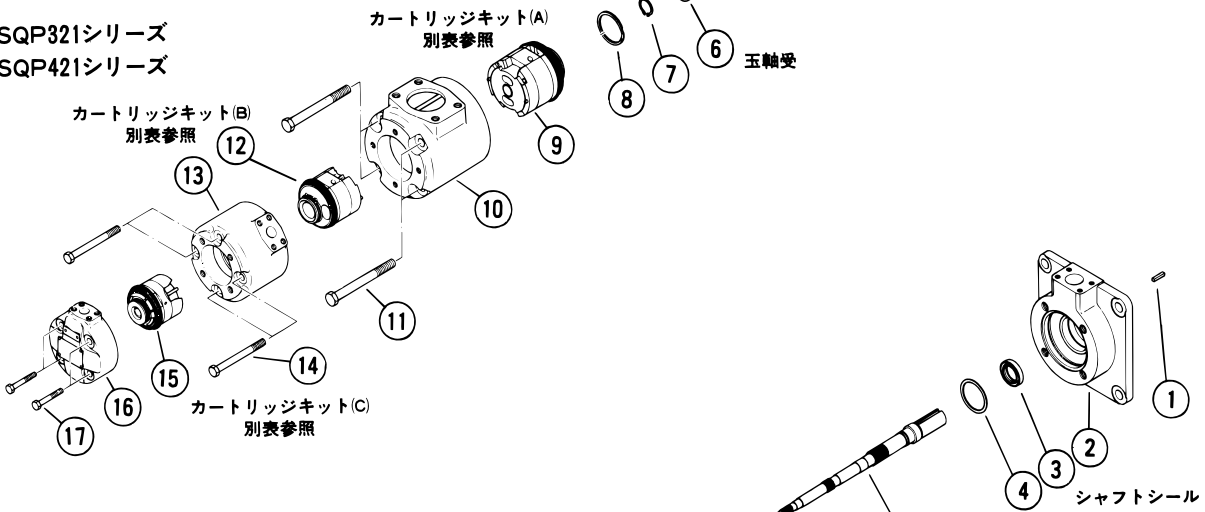 SQP321シリーズ
SQP421シリーズ
カートリッジキット(A)
別表参照
6
玉軸受
7
8
9
カートリッジキット(B)
別表参照
12
13
10
11
14
15
16
17
カートリッジキット(C)
別表参照
1
2
3
4
シャフトシール